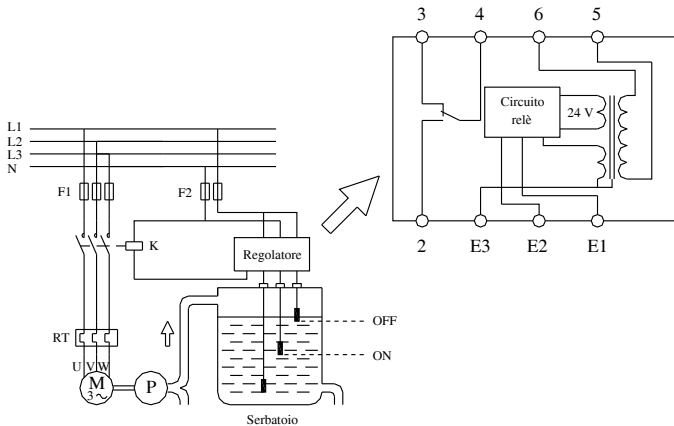 3 4 6 5
Circuito
relè
24 V
2 E3 E2 E1
L1
L2
L3
N
F1 F2
K
Regolatore
RT
OFF
ON
U V W
M
3
P
Serbatoio